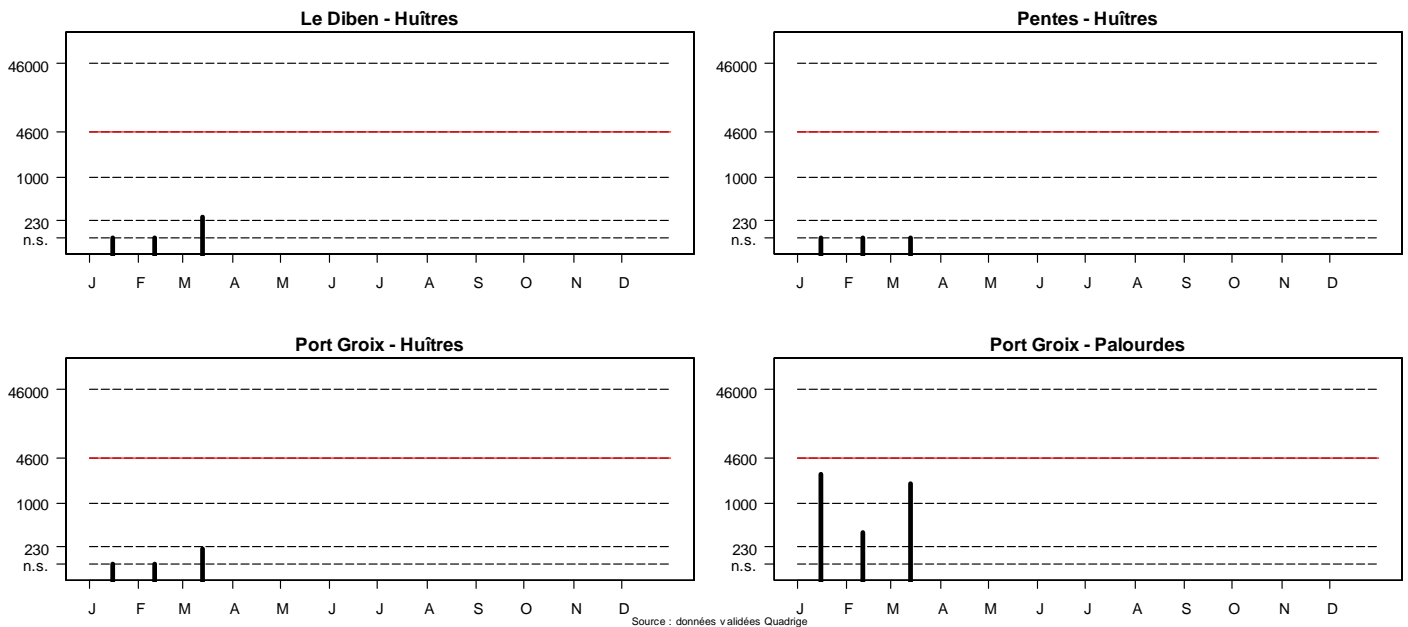 Le Diben - Huîtres
46000
4600
1000
230
n.s.
J F M A M J J A S O N D
Pentes - Huîtres
46000
4600
1000
230
n.s.
J F M A M J J A S O N D
Port Groix - Huîtres
46000
4600
1000
230
n.s.
J F M A M J J A S O N D
Port Groix - Palourdes
46000
4600
1000
230
n.s.
J F M A M J J A S O N D
Source : données validées Quadrige